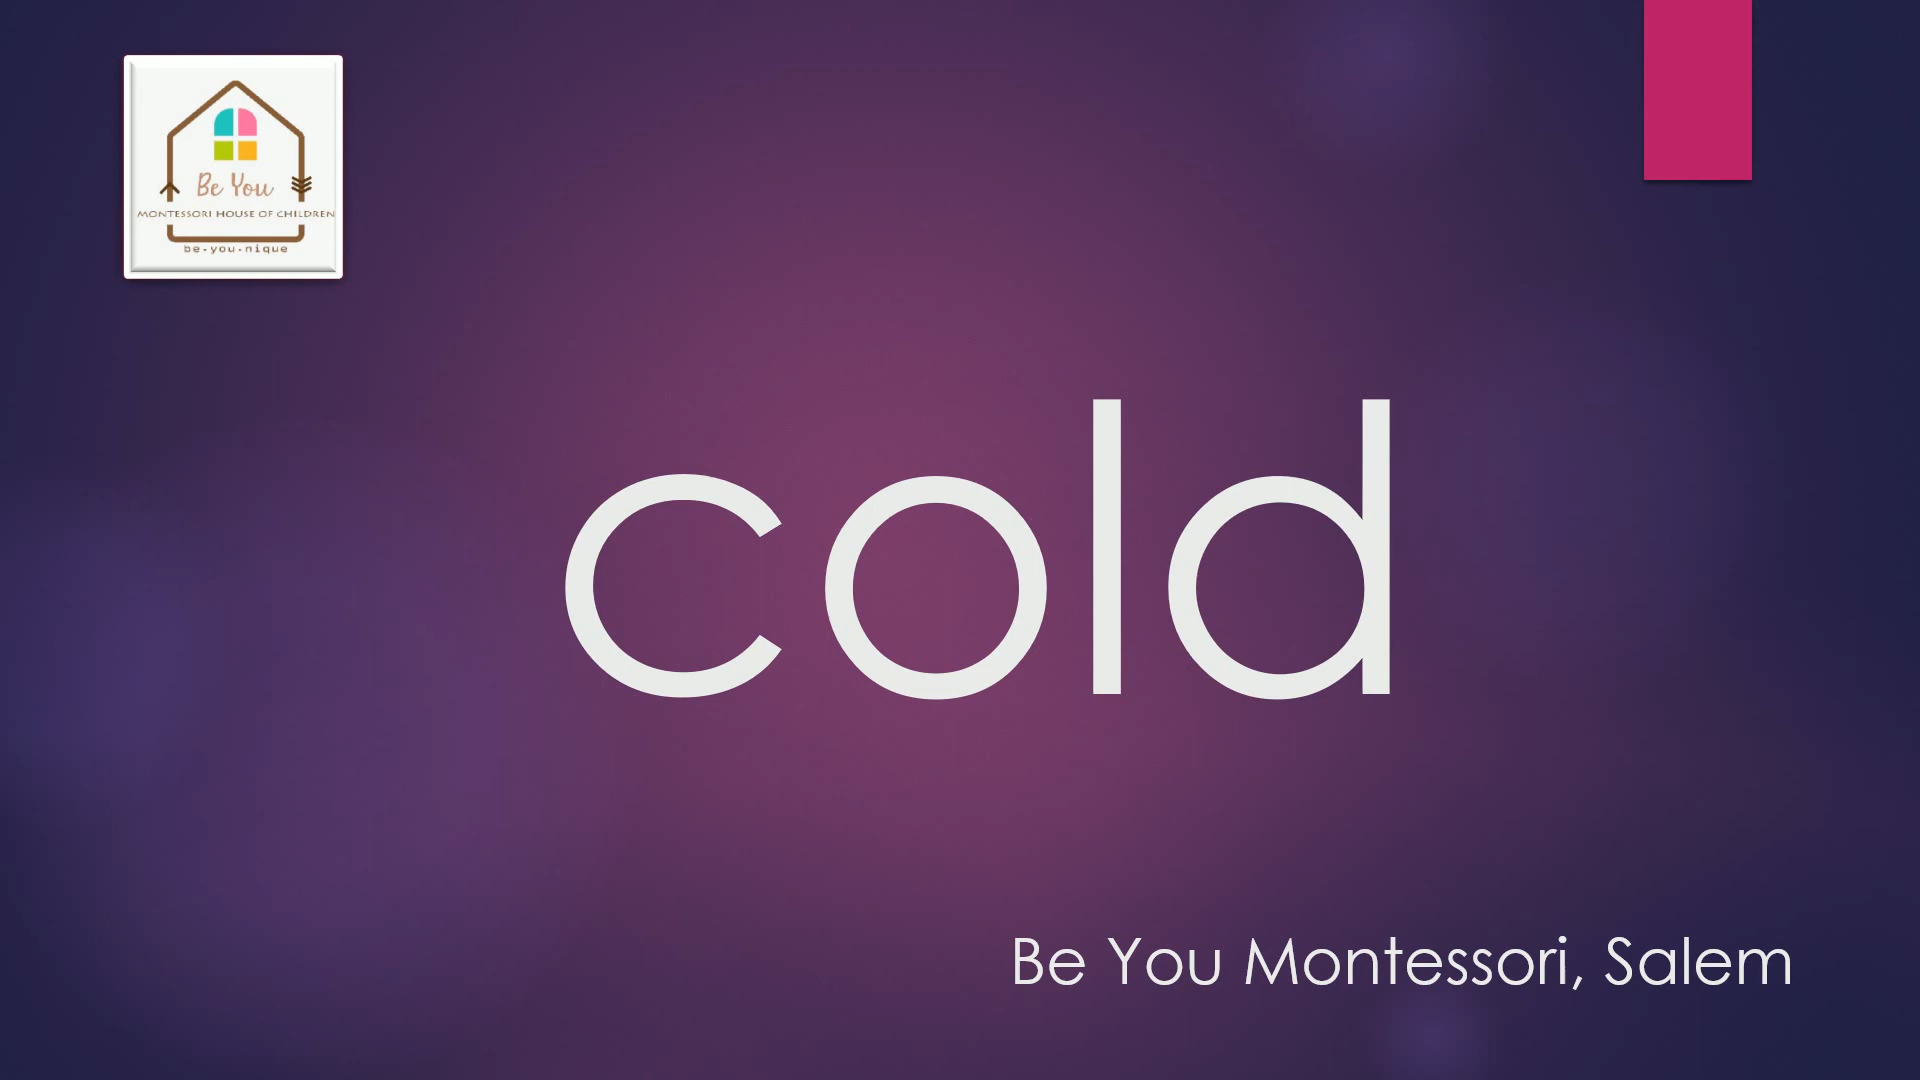 Be You
MONTESSORI HOUSE OF CHILDREN
be-you-nique
cold
Be You Montessori, Salem